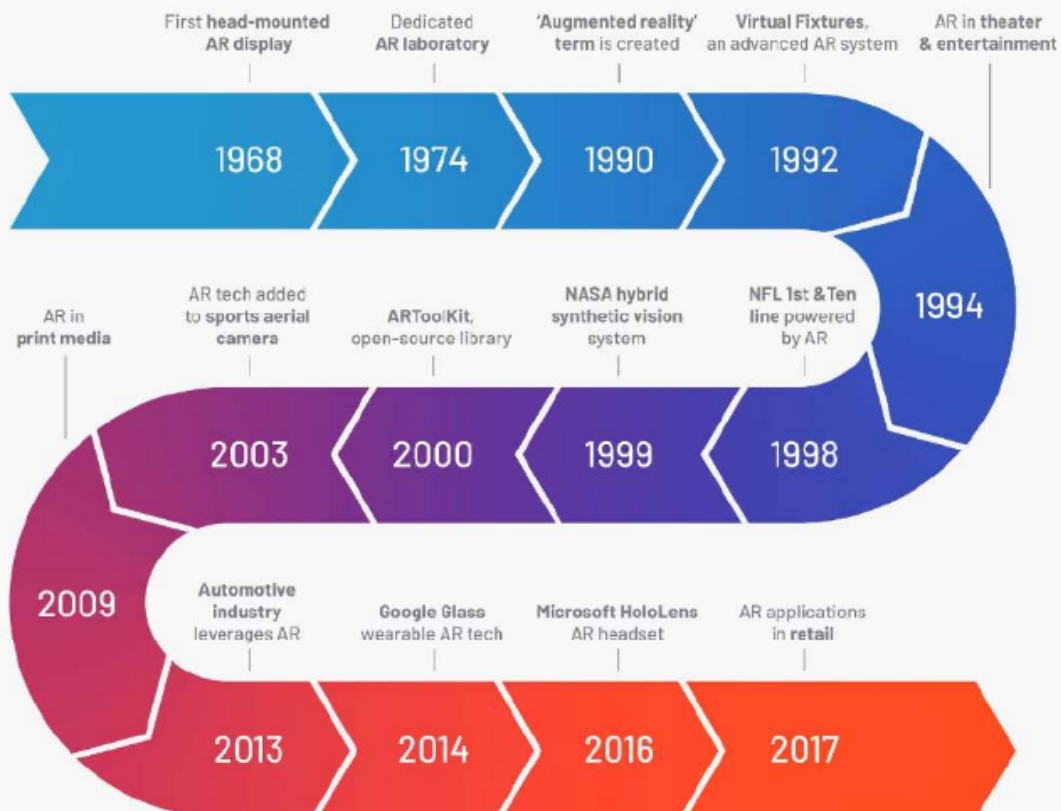 First head-mounted
AR display
Dedicated
AR laboratory
'Augmented reality'
term is created
Virtual Fixtures,
an advanced AR system
AR in theater
& entertainment
1968
1974
1990
1992
1994
NFL 1st & Ten
line powered
by AR
NASA hybrid
synthetic vision
system
ARToolKit,
open-source library
AR tech added
to sports aerial
camera
AR in
print media
1998
1999
2000
2003
2009
Automotive
industry
leverages AR
Google Glass
wearable AR tech
Microsoft HoloLens
AR headset
AR applications
in retail
2013
2014
2016
2017